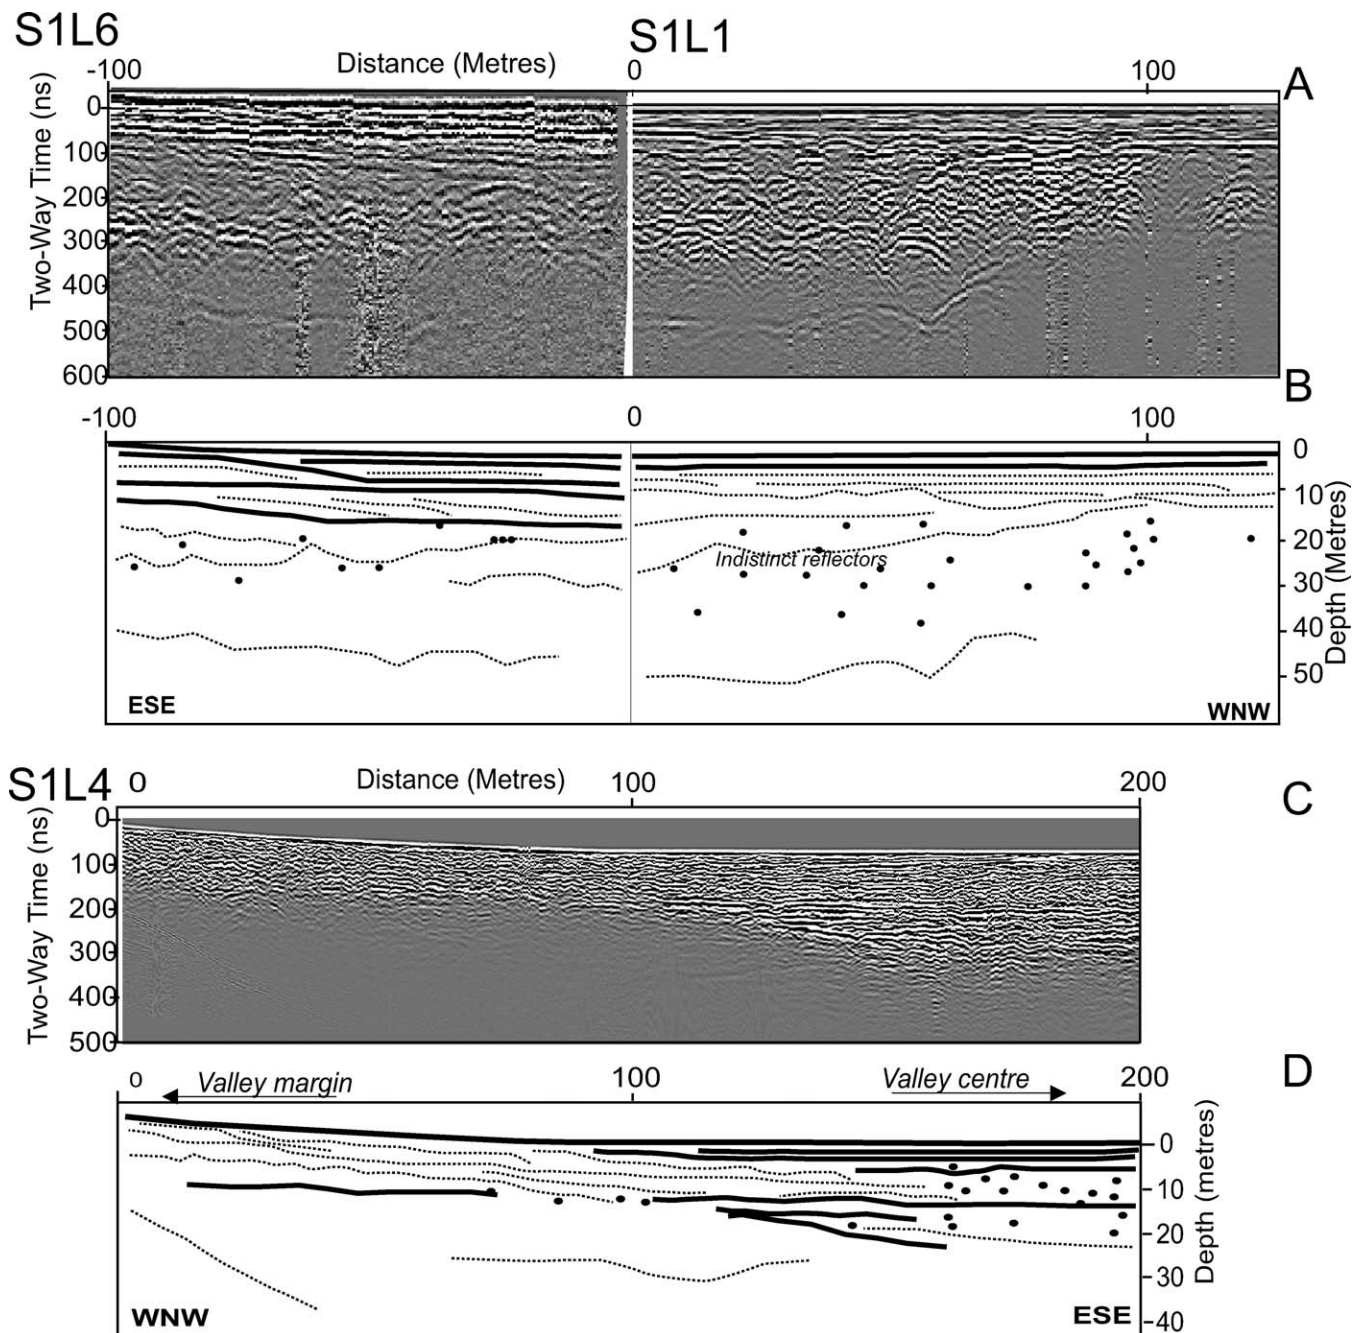 S1L6
S1L1
Distance (Metres)
-100
0
100
A
Two-Way Time (ns)
0
100
200
300
400
500
600
B
-100
0
100
0
10
20
30
40
50
Depth (Metres)
Indistinct reflectors
ESE
WNW
S1L4
0
Distance (Metres)
100
200
C
Two-Way Time (ns)
0
100
200
300
400
500
D
0
Valley margin
100
Valley centre
200
0
10
20
30
40
Depth (metres)
WNW
ESE